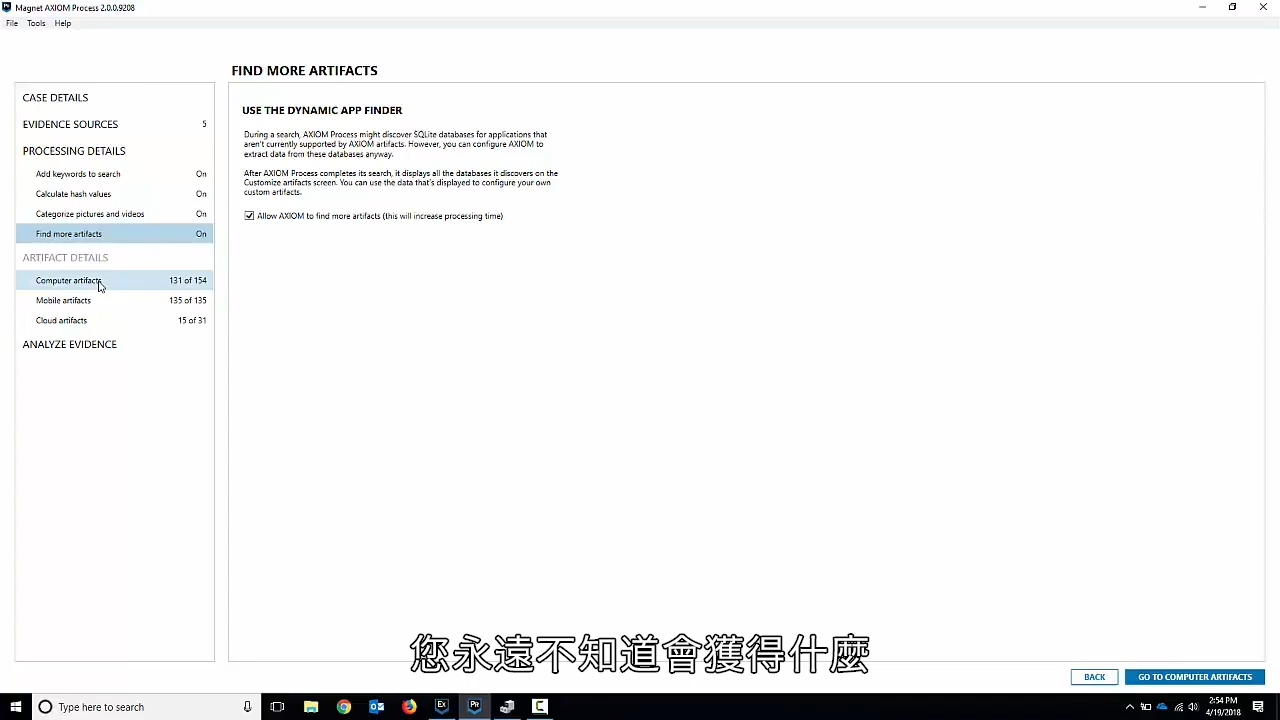 Magnet AXIOM Process 2.0.0.9208
File Tools Help
FIND MORE ARTIFACTS
CASE DETAILS
EVIDENCE SOURCES 5
PROCESSING DETAILS
Add keywords to search On
Calculate hash values On
Categorize pictures and videos On
Find more artifacts On
ARTIFACT DETAILS
Computer artifacts 131 of 154
Mobile artifacts 135 of 135
Cloud artifacts 15 of 31
ANALYZE EVIDENCE
USE THE DYNAMIC APP FINDER
During a search, AXIOM Process might discover SQLite databases for applications that
aren't currently supported by AXIOM artifacts. However, you can configure AXIOM to
extract data from these databases anyway.
After AXIOM Process completes its search, it displays all the databases it discovers on the
Customize artifacts screen. You can use the data that's displayed to configure your own
custom artifacts.
Allow AXIOM to find more artifacts (this will increase processing time)
您永遠不知道會獲得什麼
BACK GO TO COMPUTER ARTIFACTS
Type here to search
EX
PR
2:54 PM
4/19/2018